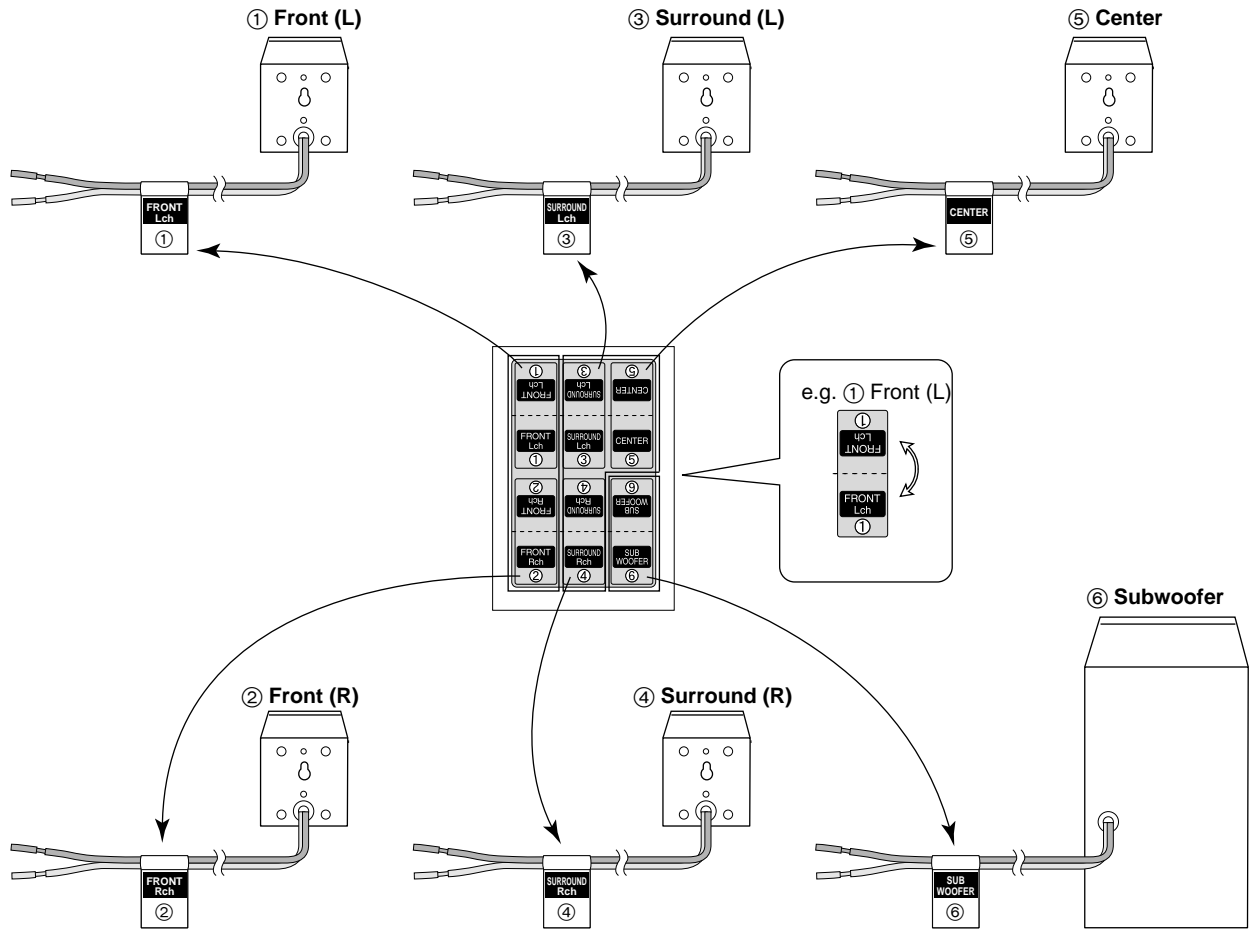 ① Front (L)
③ Surround (L)
⑤ Center
FRONT
Lch
①
SURROUND
Lch
③
CENTER
⑤
①
FRONT
Lch
③
SURROUND
Lch
⑤
CENTER
FRONT
Lch
①
SURROUND
Lch
③
CENTER
⑤
②
FRONT
Rch
④
SURROUND
Rch
⑥
SUB
WOOFER
FRONT
Rch
②
SURROUND
Rch
④
SUB
WOOFER
⑥
e.g. ① Front (L)
①
FRONT
Lch
FRONT
Lch
①
⑥ Subwoofer
② Front (R)
④ Surround (R)
FRONT
Rch
②
SURROUND
Rch
④
SUB
WOOFER
⑥